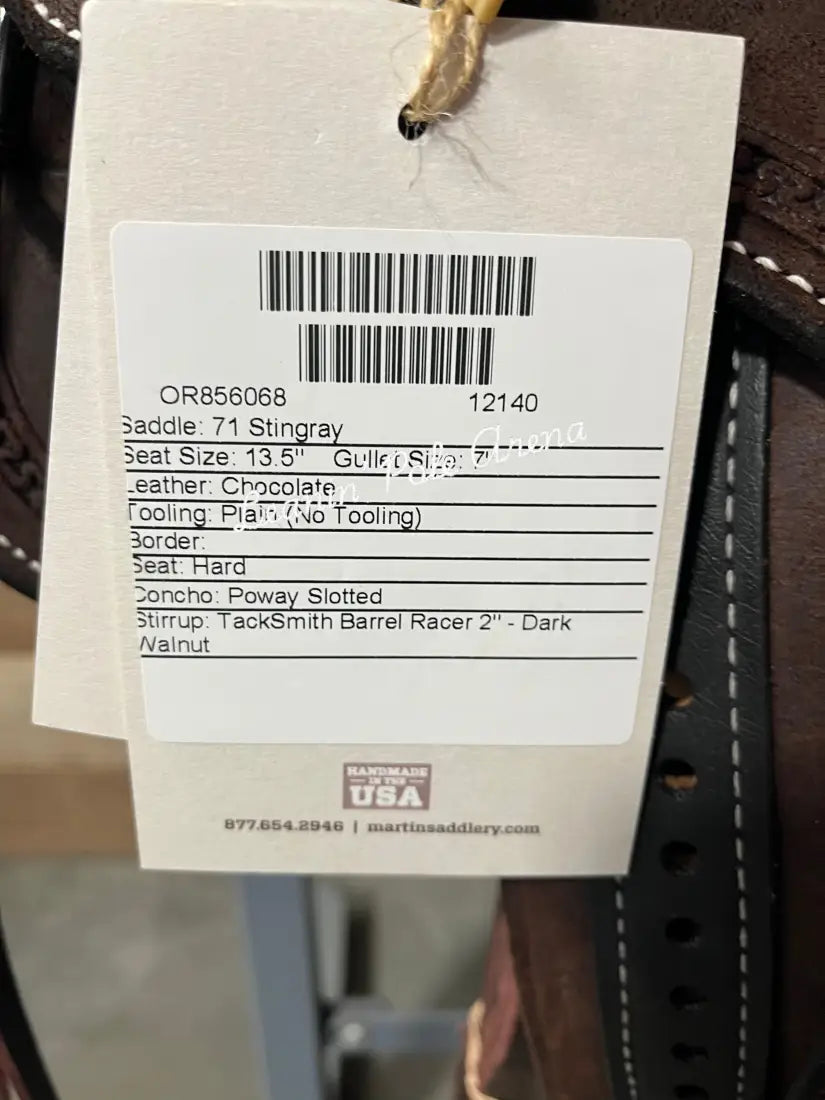 OR856068 12140
Saddle: 71 Stingray
Seat Size: 13.5" Gullet Size: 7"
Leather: Chocolate
Tooling: Plain (No Tooling)
Border:
Seat: Hard
Concho: Poway Slotted
Stirrup: TackSmith Barrel Racer 2" - Dark
Walnut
Arena
HANDMADE
IN THE
USA
877.654.2946 | martinsaddlery.com